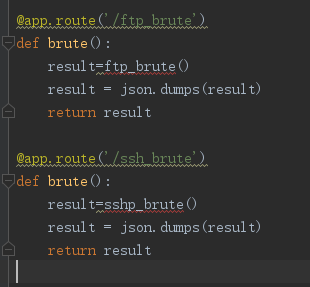 @app.route('/ftp_brute')
def brute():
    result=ftp_brute()
    result = json.dumps(result)
    return result
@app.route('/ssh_brute')
def brute():
    result=sshp_brute()
    result = json.dumps(result)
    return result